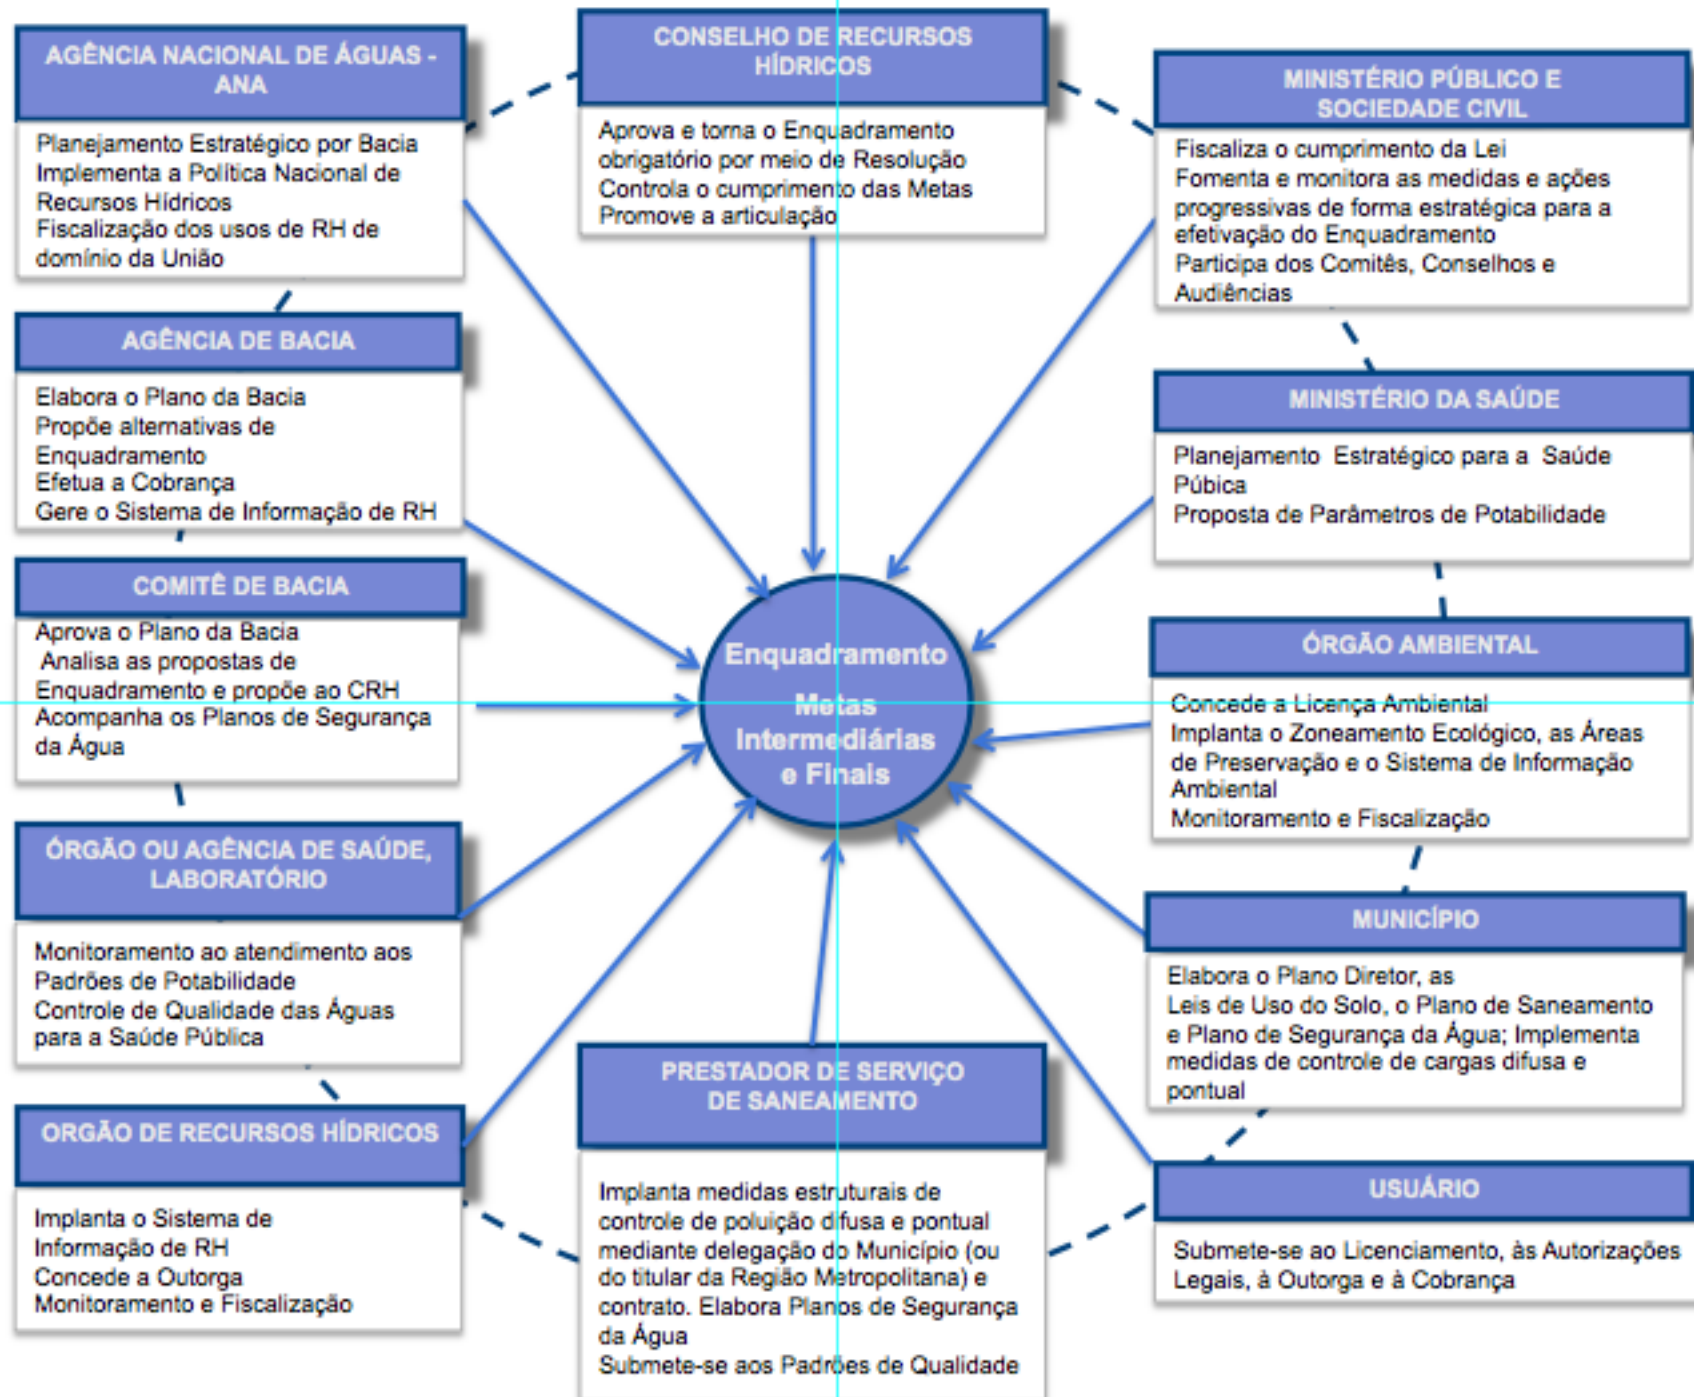 AGÊNCIA NACIONAL DE ÁGUAS -
ANA
Planejamento Estratégico por Bacia
Implementa a Política Nacional de
Recursos Hídricos
Fiscalização dos usos de RH de
domínio da União
CONSELHO DE RECURSOS
HÍDRICOS
Aprova e torna o Enquadramento
obrigatório por meio de Resolução
Controla o cumprimento das Metas
Promove a articulação
MINISTÉRIO PÚBLICO E
SOCIEDADE CIVIL
Fiscaliza o cumprimento da Lei
Fomenta e monitora as medidas e ações
progressivas de forma estratégica para a
efetivação do Enquadramento
Participa dos Comitês, Conselhos e
Audiências
AGÊNCIA DE BACIA
Elabora o Plano da Bacia
Propõe alternativas de
Enquadramento
Efetua a Cobrança
Gere o Sistema de Informação de RH
MINISTÉRIO DA SAÚDE
Planejamento Estratégico para a Saúde
Púbica
Proposta de Parâmetros de Potabilidade
COMITÊ DE BACIA
Aprova o Plano da Bacia
Analisa as propostas de
Enquadramento e propõe ao CRH
Acompanha os Planos de Segurança
da Água
Enquadramento
Metas
Intermediárias
e Finais
ÓRGÃO AMBIENTAL
Concede a Licença Ambiental
Implanta o Zoneamento Ecológico, as Áreas
de Preservação e o Sistema de Informação
Ambiental
Monitoramento e Fiscalização
ÓRGÃO OU AGÊNCIA DE SAÚDE,
LABORATÓRIO
Monitoramento ao atendimento aos
Padrões de Potabilidade
Controle de Qualidade das Águas
para a Saúde Pública
MUNICÍPIO
Elabora o Plano Diretor, as
Leis de Uso do Solo, o Plano de Saneamento
e Plano de Segurança da Água; Implementa
medidas de controle de cargas difusa e
pontual
ORGÃO DE RECURSOS HÍDRICOS
Implanta o Sistema de
Informação de RH
Concede a Outorga
Monitoramento e Fiscalização
PRESTADOR DE SERVIÇO
DE SANEAMENTO
Implanta medidas estruturais de
controle de poluição difusa e pontual
mediante delegação do Município (ou
do titular da Região Metropolitana) e
contrato. Elabora Planos de Segurança
da Água
Submete-se aos Padrões de Qualidade
USUÁRIO
Submete-se ao Licenciamento, às Autorizações
Legais, à Outorga e à Cobrança